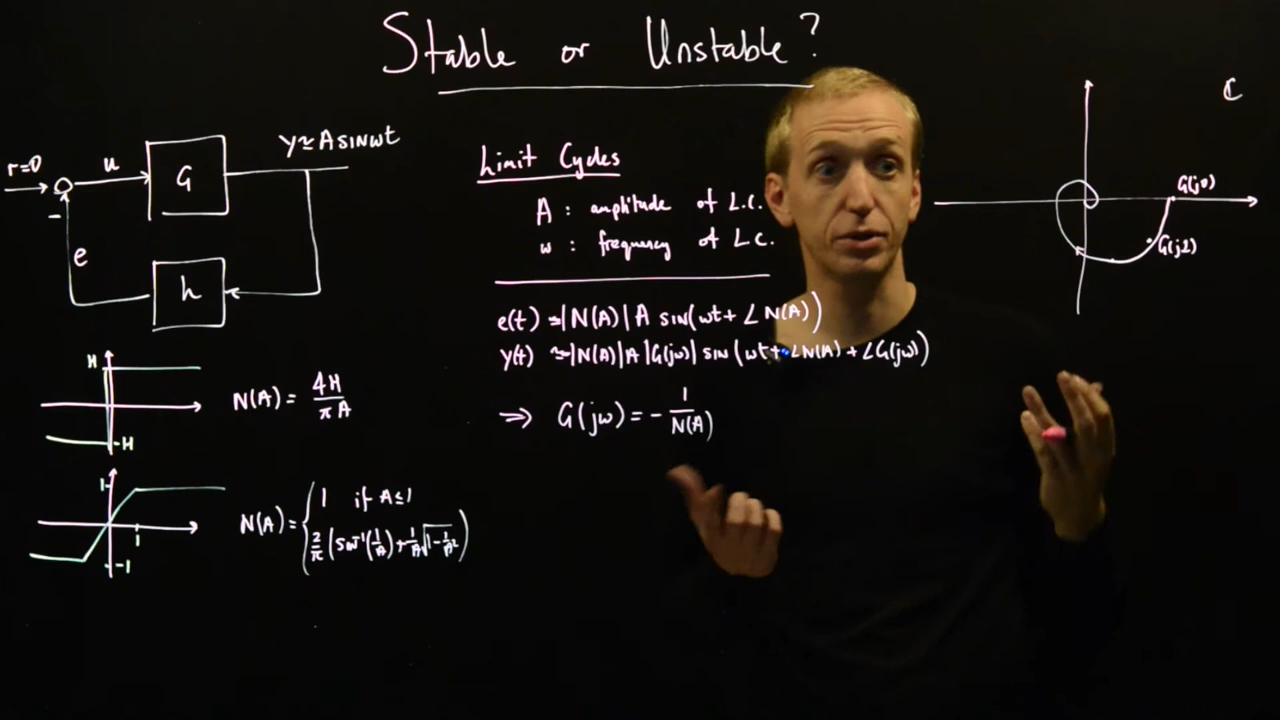 Stable or Unstable?
r=0
u
G
y≃A sin ωt
-
e
h
Limit Cycles
A : amplitude of L.C.
ω : frequency of L.C.
e(t) ≃|N(A)| A sin(ωt+ ∠ N(A))
y(t) ≃|N(A)| A |G(jω)| sin (ωt+ ∠N(A) + ∠G(jω))
⇒ G(jω) = - 1/N(A)
H
-H
N(A) = 4H/πA
1
1
-1
N(A) = { 1 if A≤1
2/π (sin⁻¹(1/A) + 1/A √1-1/A²)
C
G(j0)
G(j1)